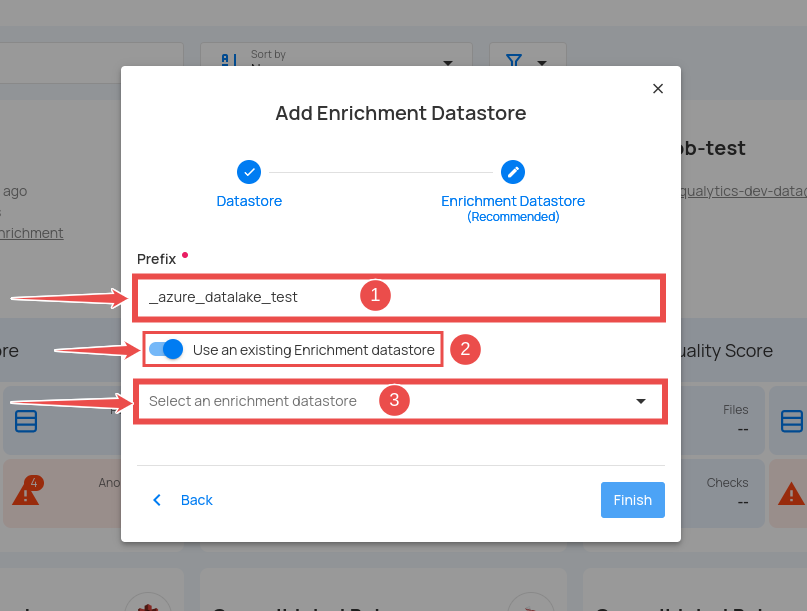 Sort by
Add Enrichment Datastore
ob-test
Datastore
Enrichment Datastore
(Recommended)
ago
qualytics-dev-datac
nrichment
Prefix
_azure_datalake_test
1
Use an existing Enrichment datastore
2
re
uality Score
Select an enrichment datastore
3
Files
--
4
Ano
Checks
--
Back
Finish